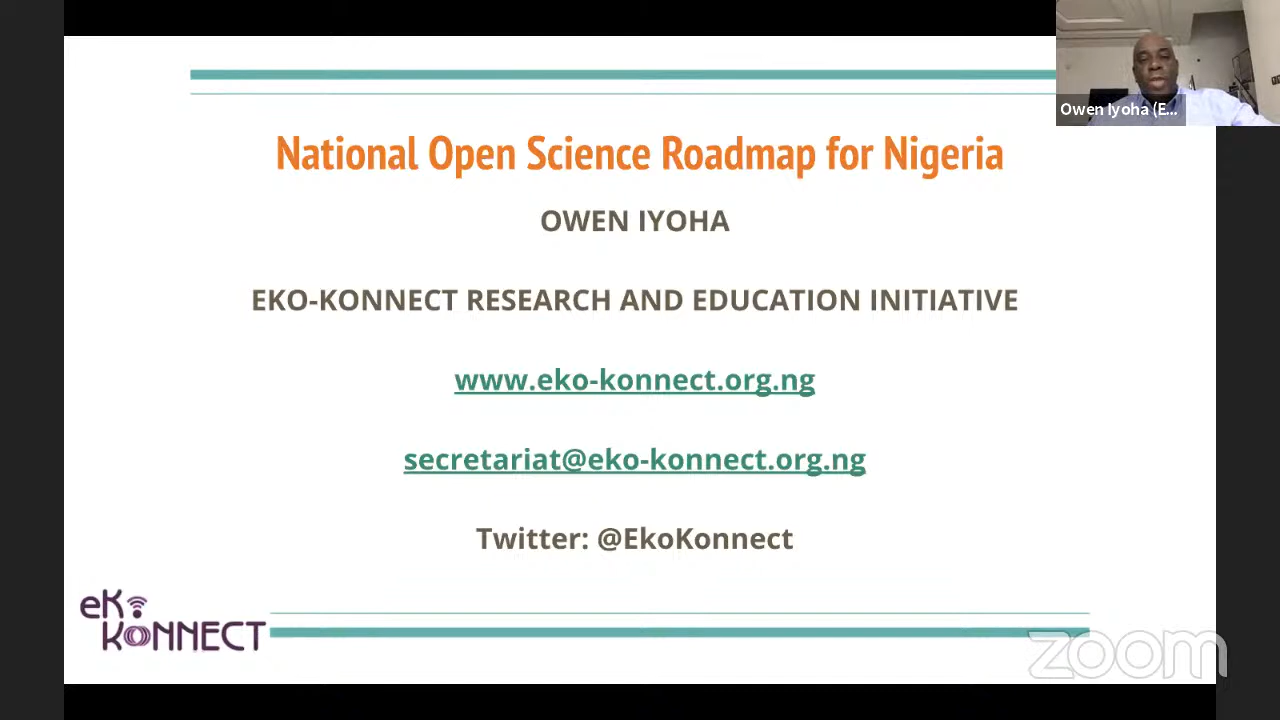 Owen Iyoha (E...
National Open Science Roadmap for Nigeria
OWEN IYOHA
EKO-KONNECT RESEARCH AND EDUCATION INITIATIVE
www.eko-konnect.org.ng
secretariat@eko-konnect.org.ng
Twitter: @EkoKonnect
eK
KONNECT
zoom